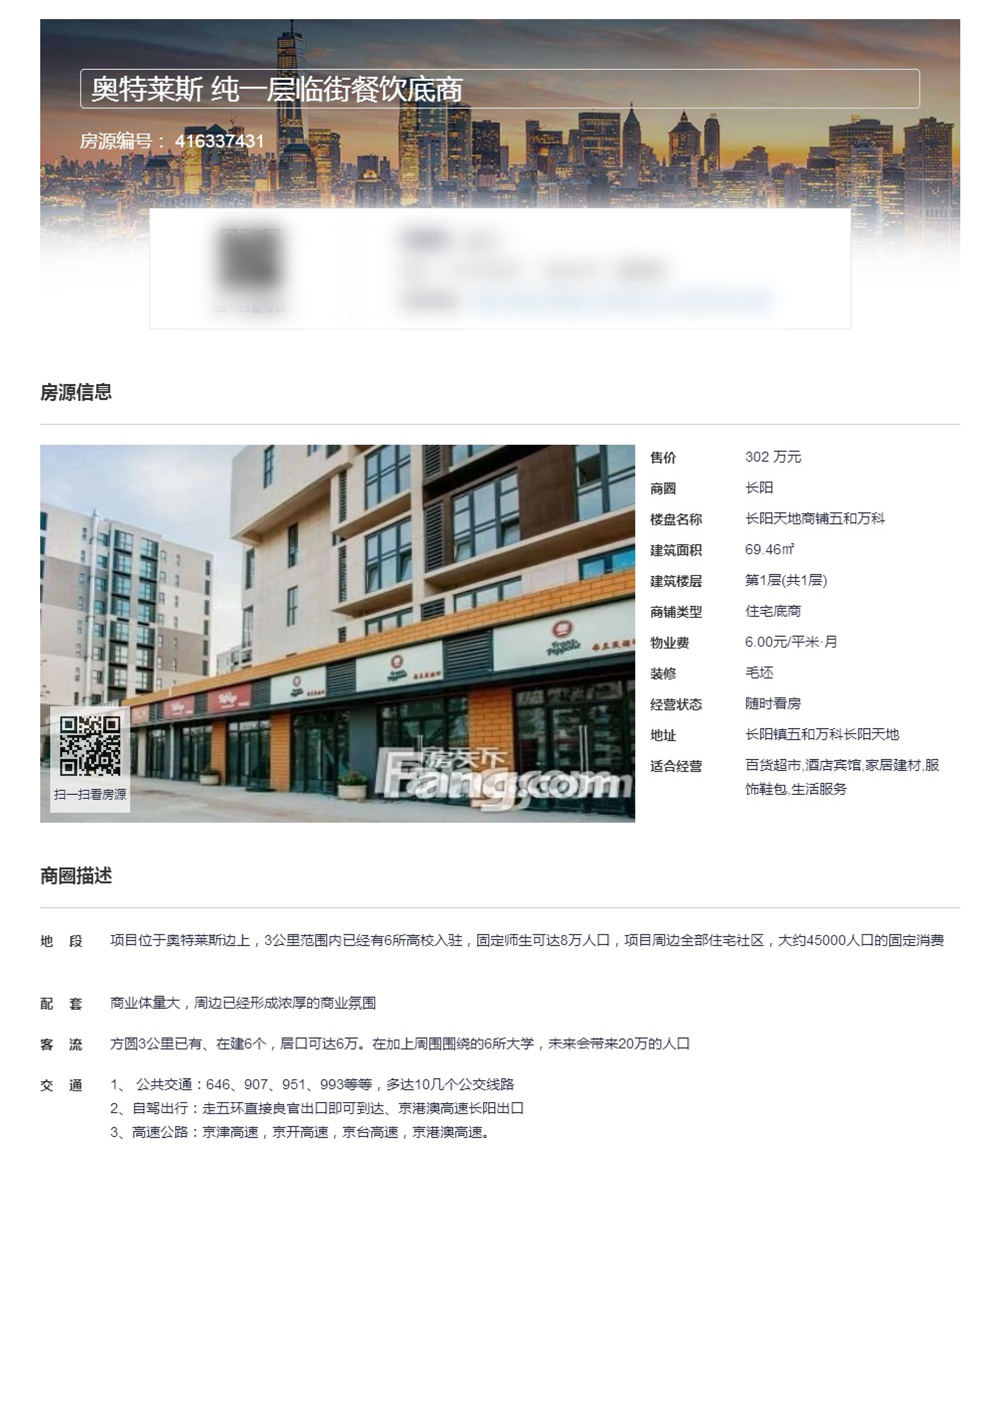 奥特莱斯 纯一层临街餐饮底商
房源编号： 416337431
房源信息
售价 302 万元
商圈 长阳
楼盘名称 长阳天地商铺五和万科
建筑面积 69.46㎡
建筑楼层 第1层(共1层)
商铺类型 住宅底商
物业费 6.00元/平米·月
装修 毛坯
经营状态 随时看房
地址 长阳镇五和万科长阳天地
适合经营 百货超市,酒店宾馆,家居建材,服
饰鞋包,生活服务
房天下
Fang.com
扫一扫看房源
商圈描述
地 段 项目位于奥特莱斯边上，3公里范围内已经有6所高校入驻，固定师生可达8万人口，项目周边全部住宅社区，大约45000人口的固定消费
配 套 商业体量大，周边已经形成浓厚的商业氛围
客 流 方圆3公里已有、在建6个，居口可达6万。在加上周围围绕的6所大学，未来会带来20万的人口
交 通 1、 公共交通：646、907、951、993等等，多达10几个公交线路
2、自驾出行：走五环直接良官出口即可到达、京港澳高速长阳出口
3、高速公路：京津高速，京开高速，京台高速，京港澳高速。